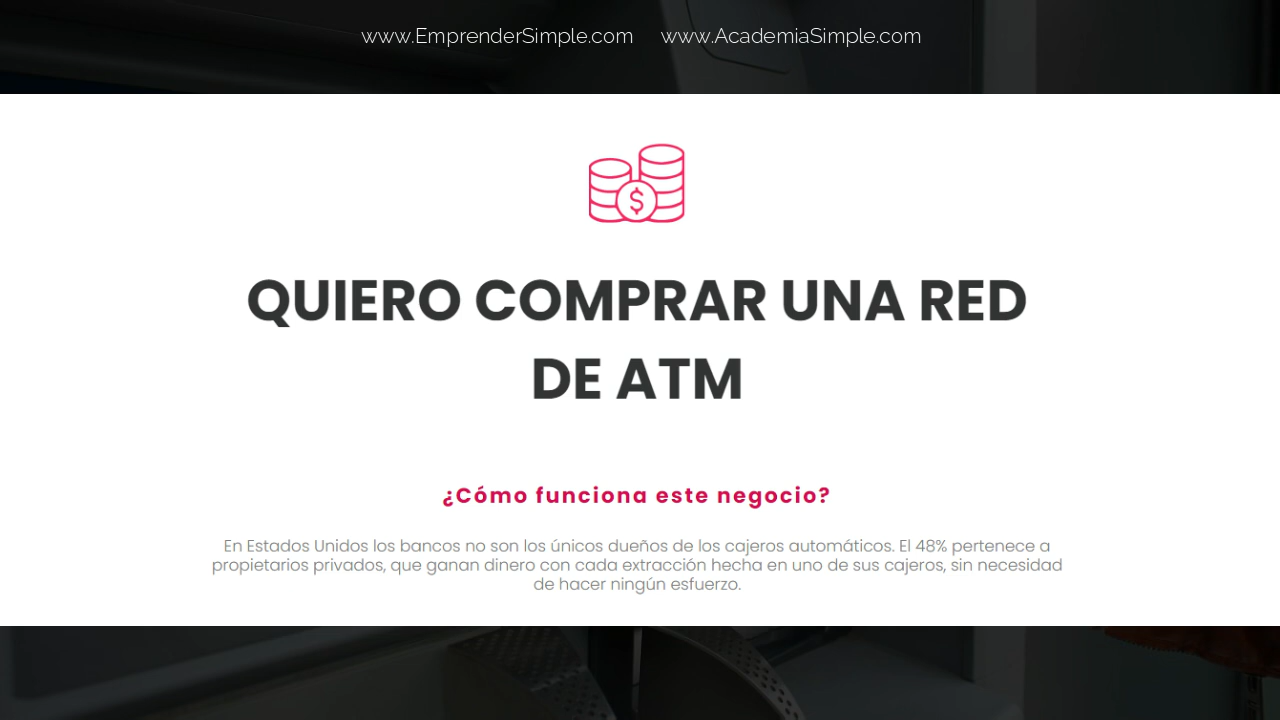 www.EmprenderSimple.com www.AcademiaSimple.com
$
QUIERO COMPRAR UNA RED
DE ATM
¿Cómo funciona este negocio?
En Estados Unidos los bancos no son los únicos dueños de los cajeros automáticos. El 48% pertenece a
propietarios privados, que ganan dinero con cada extracción hecha en uno de sus cajeros, sin necesidad
de hacer ningún esfuerzo.